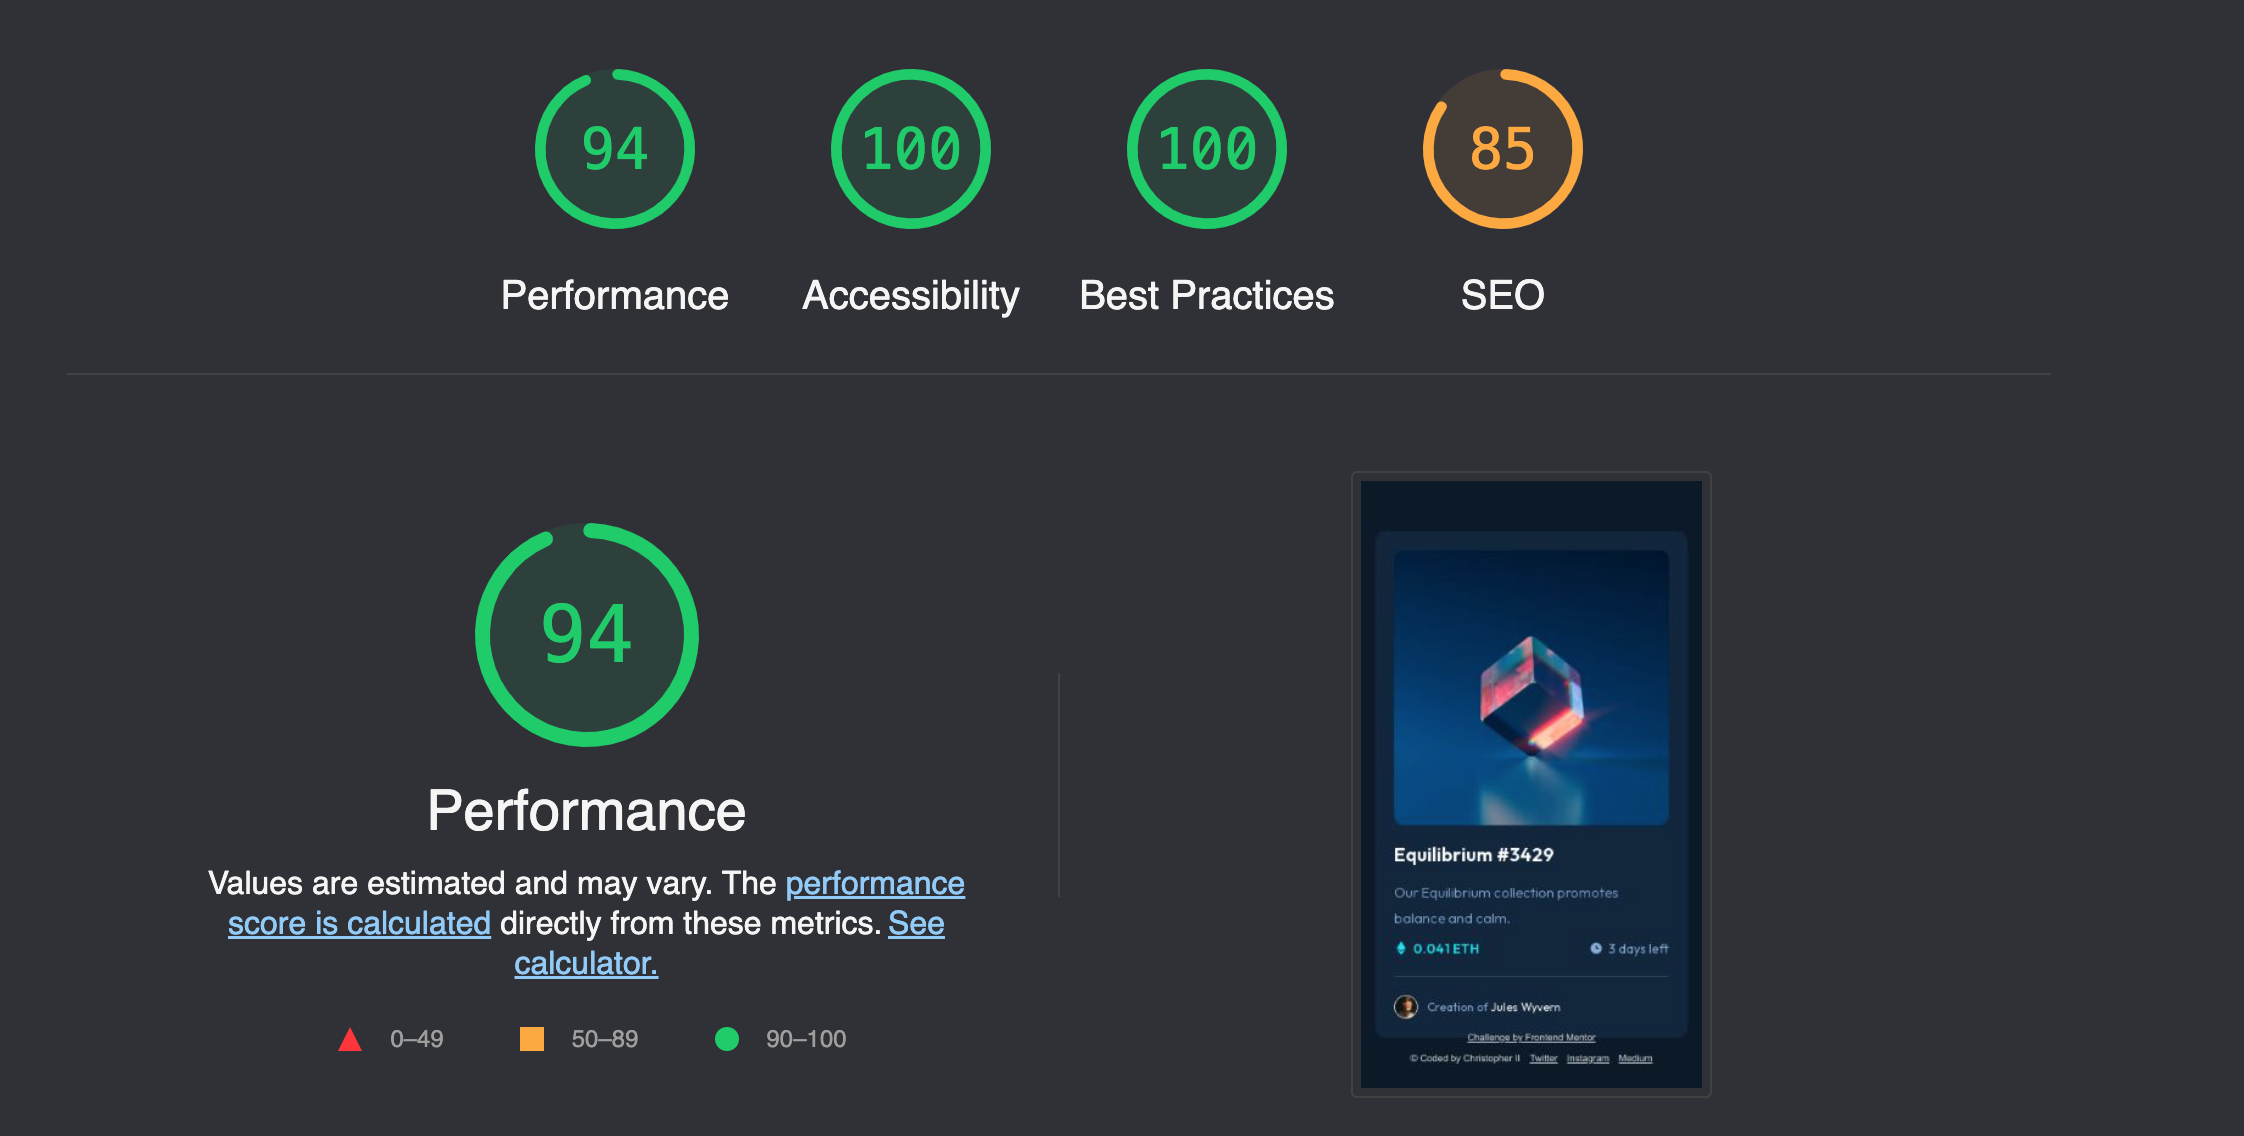 94
100
100
85
Performance
Accessibility
Best Practices
SEO
94
Performance
Values are estimated and may vary. The performance
score is calculated directly from these metrics. See
calculator.
0–49
50–89
90–100
Equilibrium #3429
Our Equilibrium collection promotes
balance and calm.
0.041 ETH
3 days left
Creation of Jules Wyvern
Challenge by Frontend Mentor
© Coded by Christopher II Twitter Instagram Medium